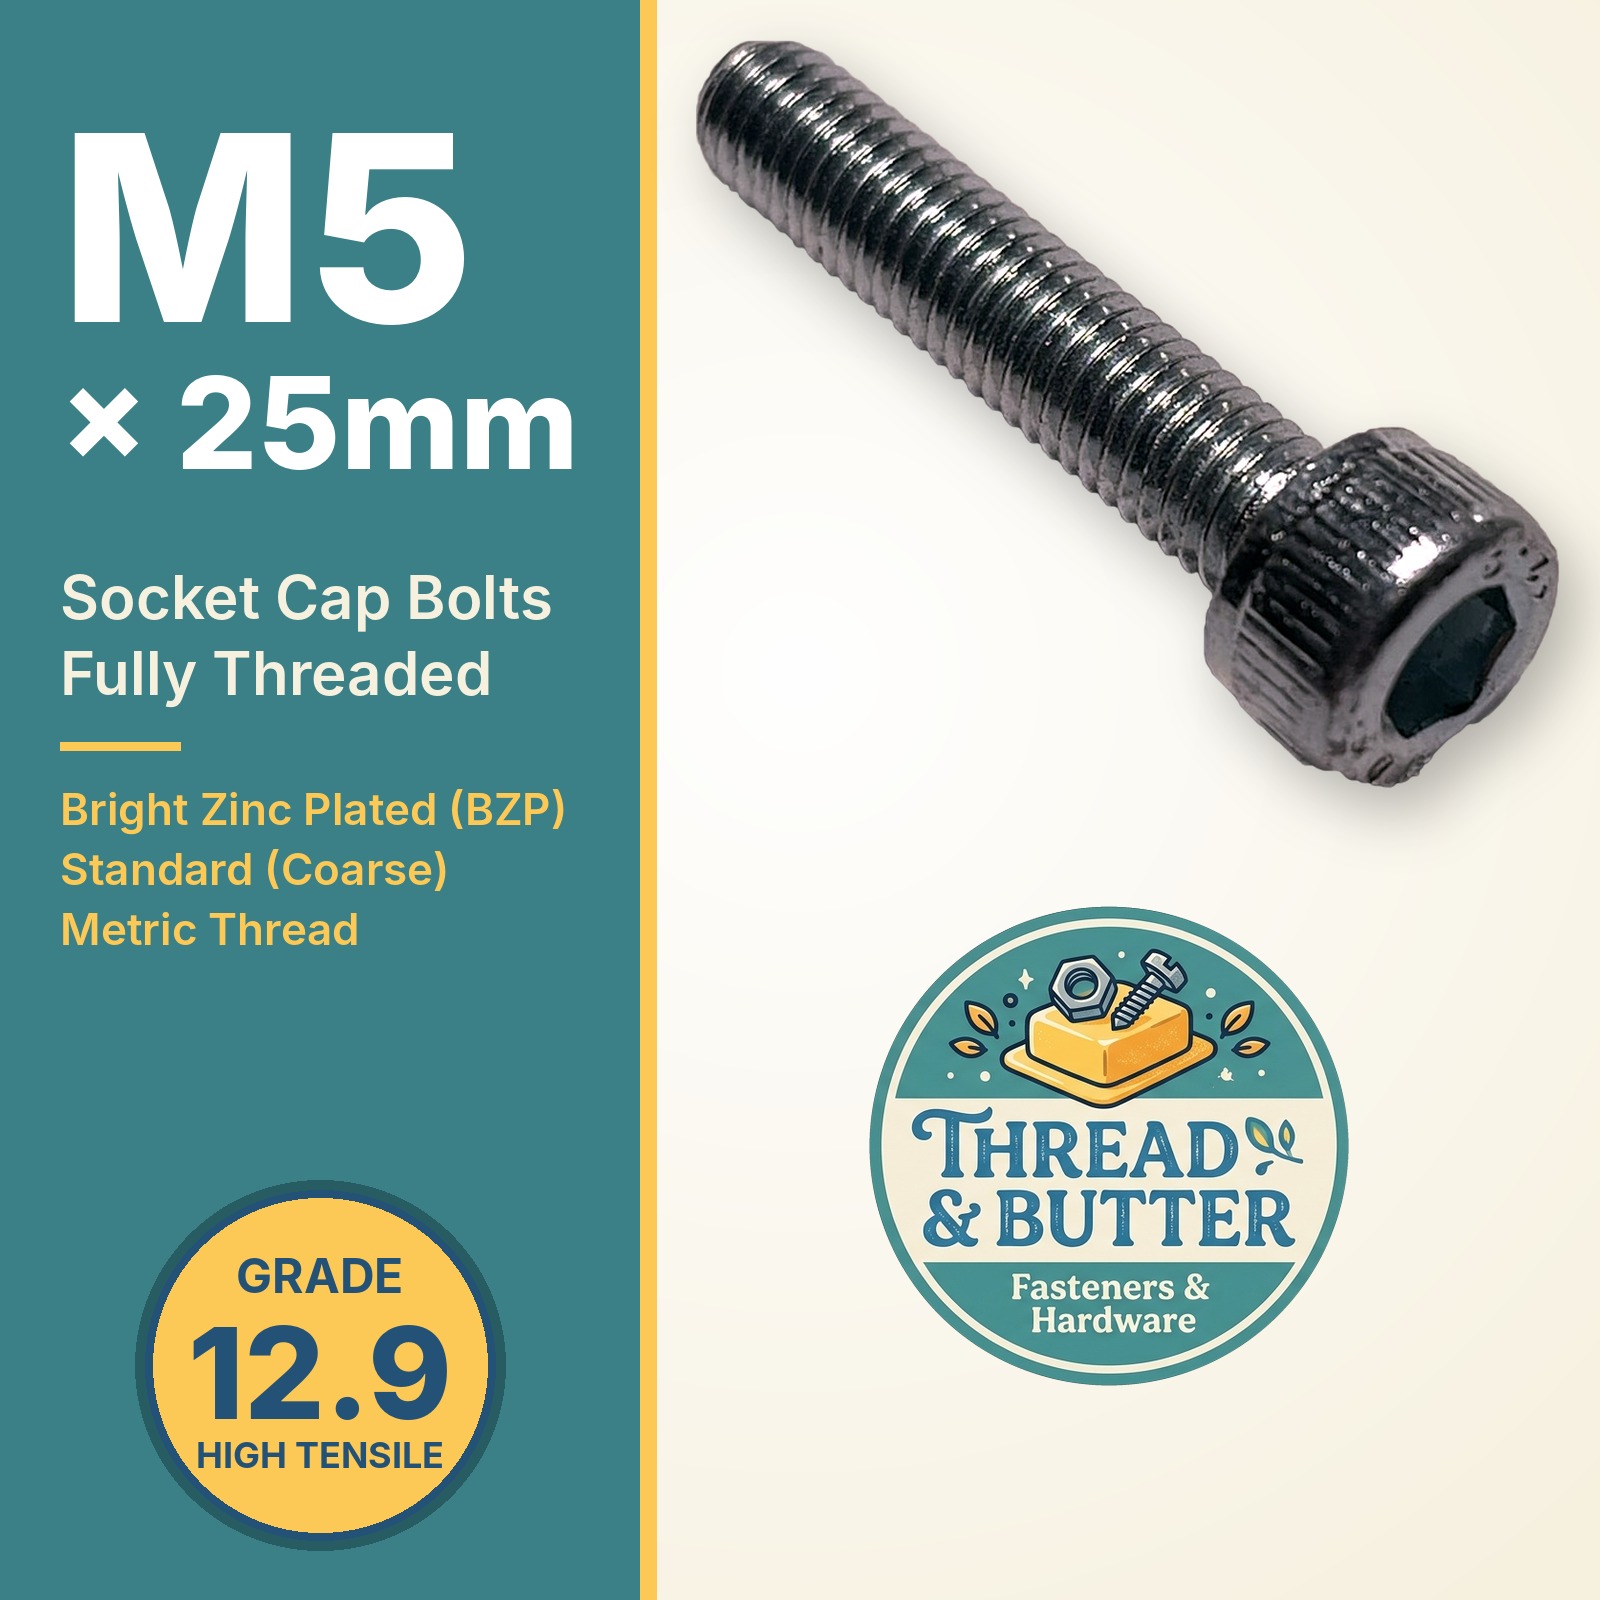 M5
× 25mm
Socket Cap Bolts
Fully Threaded
Bright Zinc Plated (BZP)
Standard (Coarse)
Metric Thread
GRADE
12.9
HIGH TENSILE
THREAD
& BUTTER
Fasteners &
Hardware